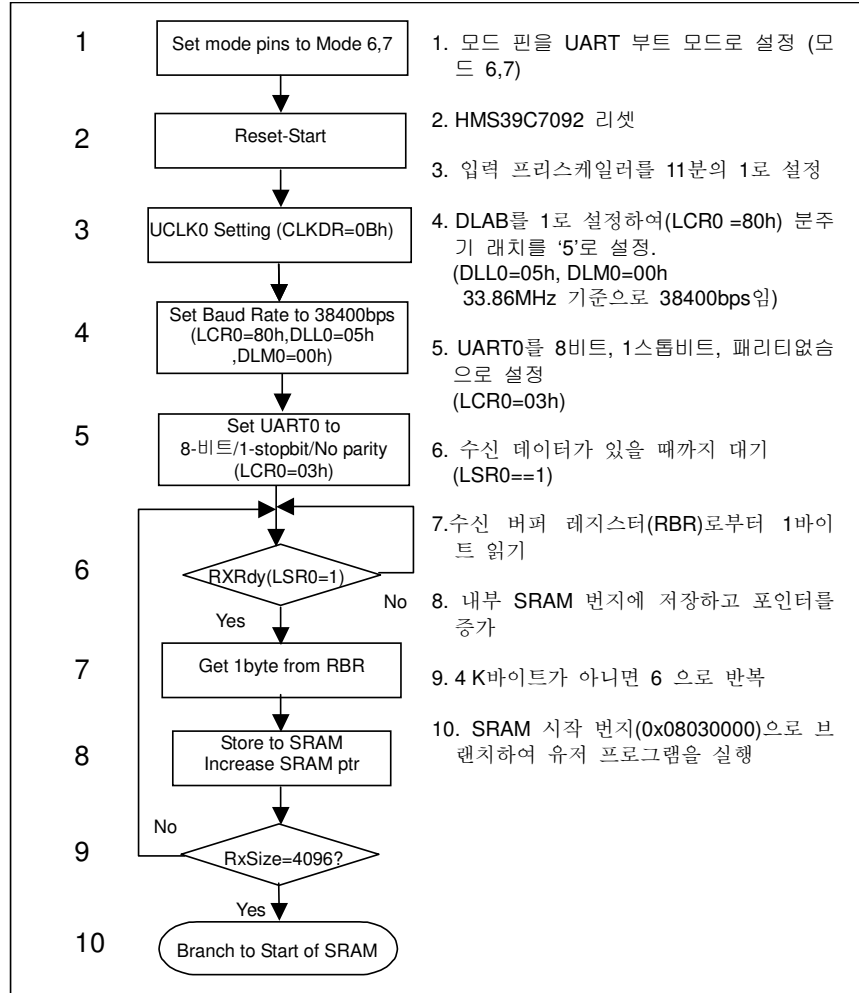 1
Set mode pins to Mode 6,7
2
Reset-Start
3
UCLK0 Setting (CLKDR=0Bh)
4
Set Baud Rate to 38400bps
(LCR0=80h,DLL0=05h
,DLM0=00h)
5
Set UART0 to
8-비트/1-stopbit/No parity
(LCR0=03h)
6
RXRdy(LSR0=1)
No
Yes
7
Get 1byte from RBR
8
Store to SRAM
Increase SRAM ptr
No
9
RxSize=4096?
Yes
10
Branch to Start of SRAM
1. 모드 핀을 UART 부트 모드로 설정 (모
드 6,7)
2. HMS39C7092 리셋
3. 입력 프리스케일러를 11분의 1로 설정
4. DLAB를 1로 설정하여(LCR0 =80h) 분주
기 래치를 ‘5’로 설정.
(DLL0=05h, DLM0=00h
33.86MHz 기준으로 38400bps임)
5. UART0를 8비트, 1스톱비트, 패리티없슴
으로 설정
(LCR0=03h)
6. 수신 데이터가 있을 때까지 대기
(LSR0==1)
7.수신 버퍼 레지스터(RBR)로부터 1바이
트 읽기
8. 내부 SRAM 번지에 저장하고 포인터를
증가
9. 4 K바이트가 아니면 6 으로 반복
10. SRAM 시작 번지(0x08030000)으로 브
랜치하여 유저 프로그램을 실행